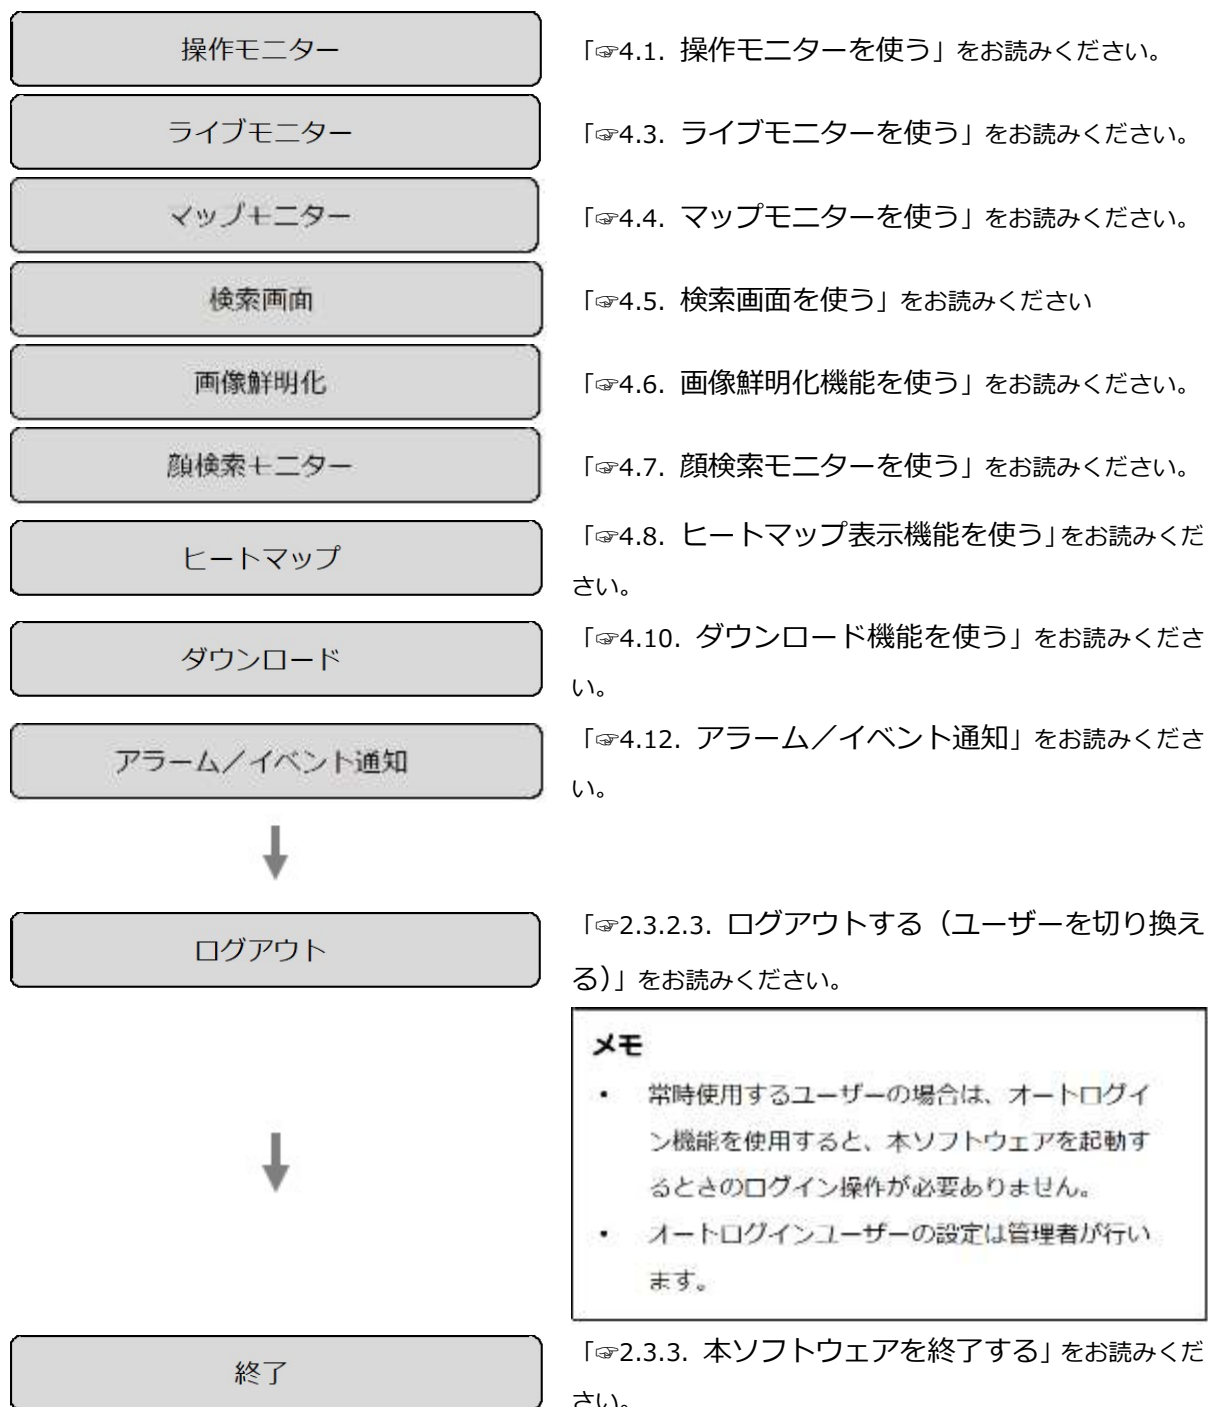 操作モニター 「☞4.1. 操作モニターを使う」をお読みください。
ライブモニター 「☞4.3. ライブモニターを使う」をお読みください。
マップモニター 「☞4.4. マップモニターを使う」をお読みください。
検索画面 「☞4.5. 検索画面を使う」をお読みください
画像鮮明化 「☞4.6. 画像鮮明化機能を使う」をお読みください。
顔検索モニター 「☞4.7. 顔検索モニターを使う」をお読みください。
ヒートマップ
「☞4.8. ヒートマップ表示機能を使う」をお読みくだ
さい。
ダウンロード
「☞4.10. ダウンロード機能を使う」をお読みくださ
い。
アラーム／イベント通知
「☞4.12. アラーム／イベント通知」をお読みくださ
い。
ログアウト
「☞2.3.2.3. ログアウトする（ユーザーを切り換え
る）」をお読みください。
メモ
・ 常時使用するユーザーの場合は、オートログイ
ン機能を使用すると、本ソフトウェアを起動す
るときのログイン操作が必要ありません。
・ オートログインユーザーの設定は管理者が行い
ます。
終了
「☞2.3.3. 本ソフトウェアを終了する」をお読みくだ
さい。